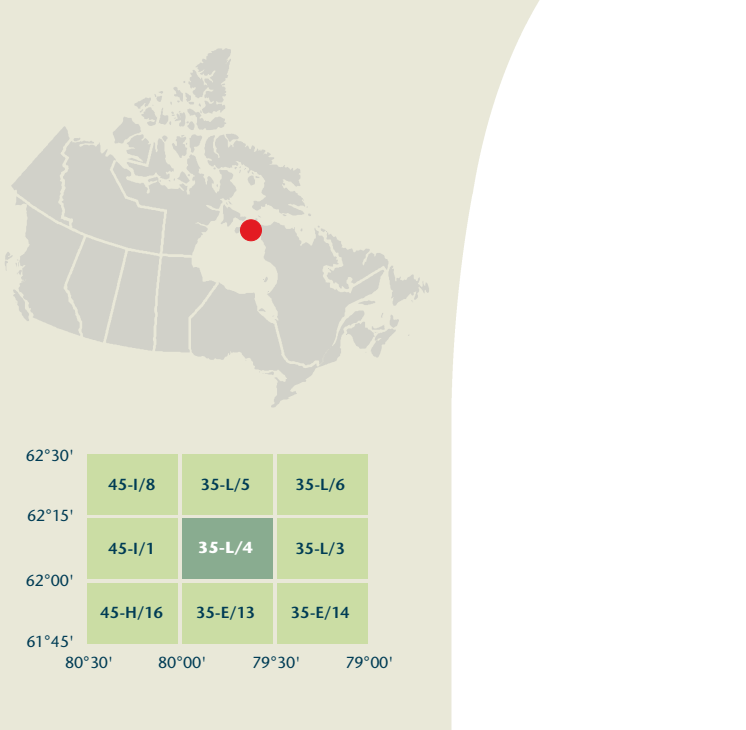 62°30'
45-I/8 35-L/5 35-L/6
62°15'
45-I/1 35-L/4 35-L/3
62°00'
45-H/16 35-E/13 35-E/14
61°45'
80°30' 80°00' 79°30' 79°00'